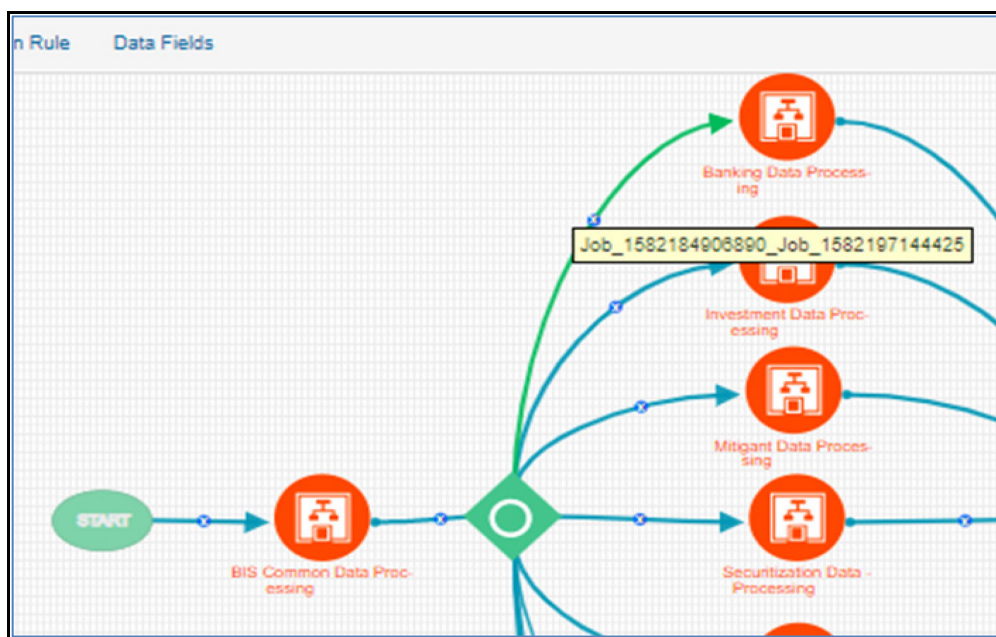 n Rule Data Fields
Banking Data Process-
ing
Job_1582184906890_Job_1582197144425
Investment Data Proc-
essing
Mitigant Data Proces-
sing
START
BIS Common Data Proc-
essing
Securitization Data -
Processing